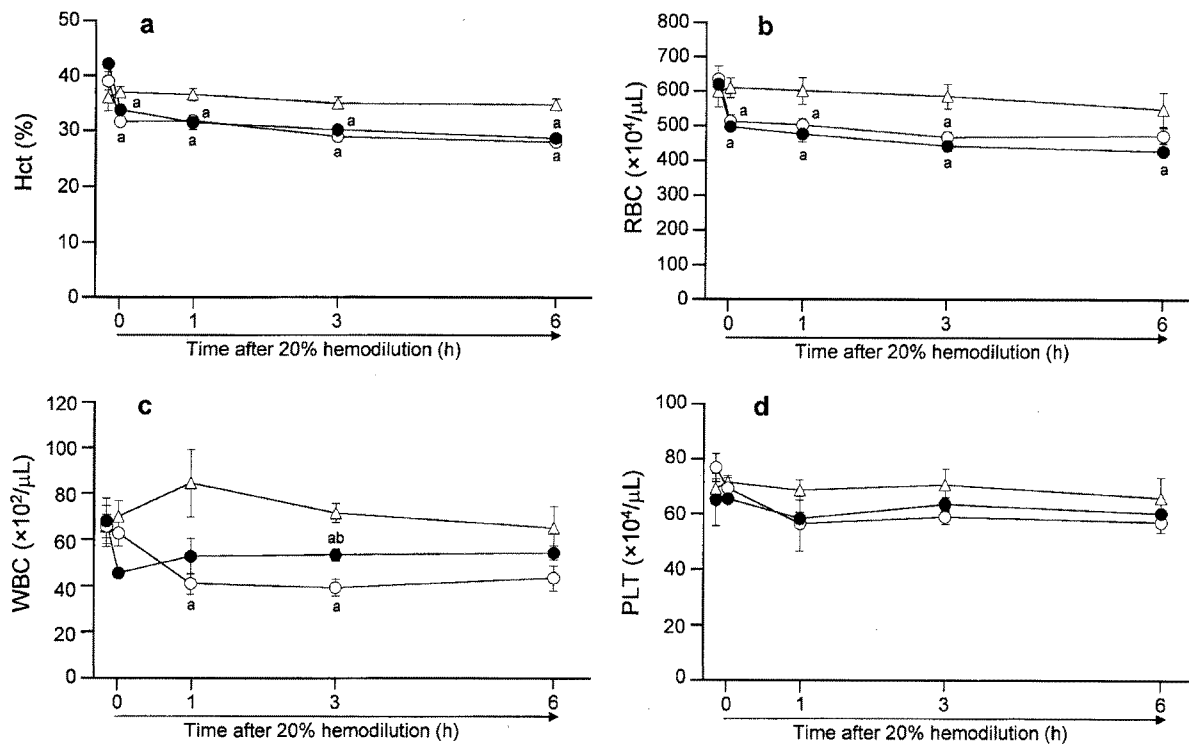 a
Hct (%)
50
40
30
20
10
0
a
a
a
a
a
a
a
a
0 1 3 6
Time after 20% hemodilution (h)
b
RBC (×10⁴/μL)
800
700
600
500
400
300
200
100
0
a
a
a
a
a
a
0 1 3 6
Time after 20% hemodilution (h)
c
WBC (×10²/μL)
120
100
80
60
40
20
0
ab
a
a
0 1 3 6
Time after 20% hemodilution (h)
d
PLT (×10⁴/μL)
100
80
60
40
20
0
0 1 3 6
Time after 20% hemodilution (h)